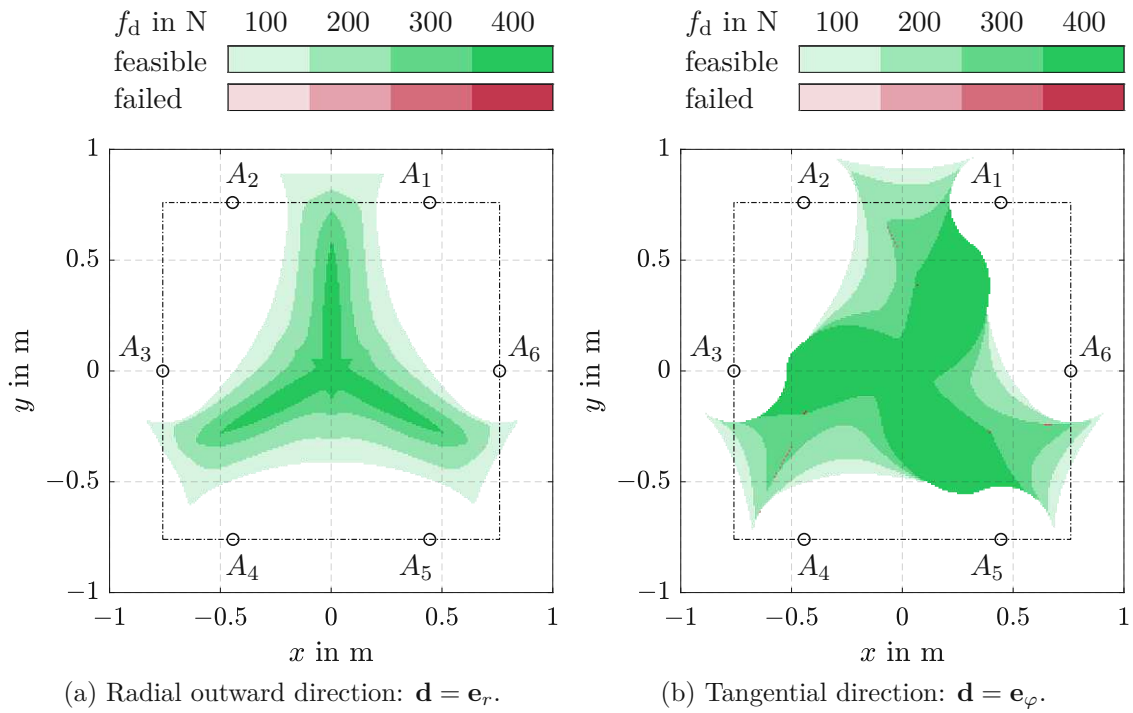 f_d in N 100 200 300 400
feasible
failed
f_d in N 100 200 300 400
feasible
failed
1
0.5
0
−0.5
−1
y in m
A_2 A_1
A_3 A_6
A_4 A_5
−1 −0.5 0 0.5 1
x in m
(a) Radial outward direction: d = e_r.
1
0.5
0
−0.5
−1
y in m
A_2 A_1
A_3 A_6
A_4 A_5
−1 −0.5 0 0.5 1
x in m
(b) Tangential direction: d = e_φ.